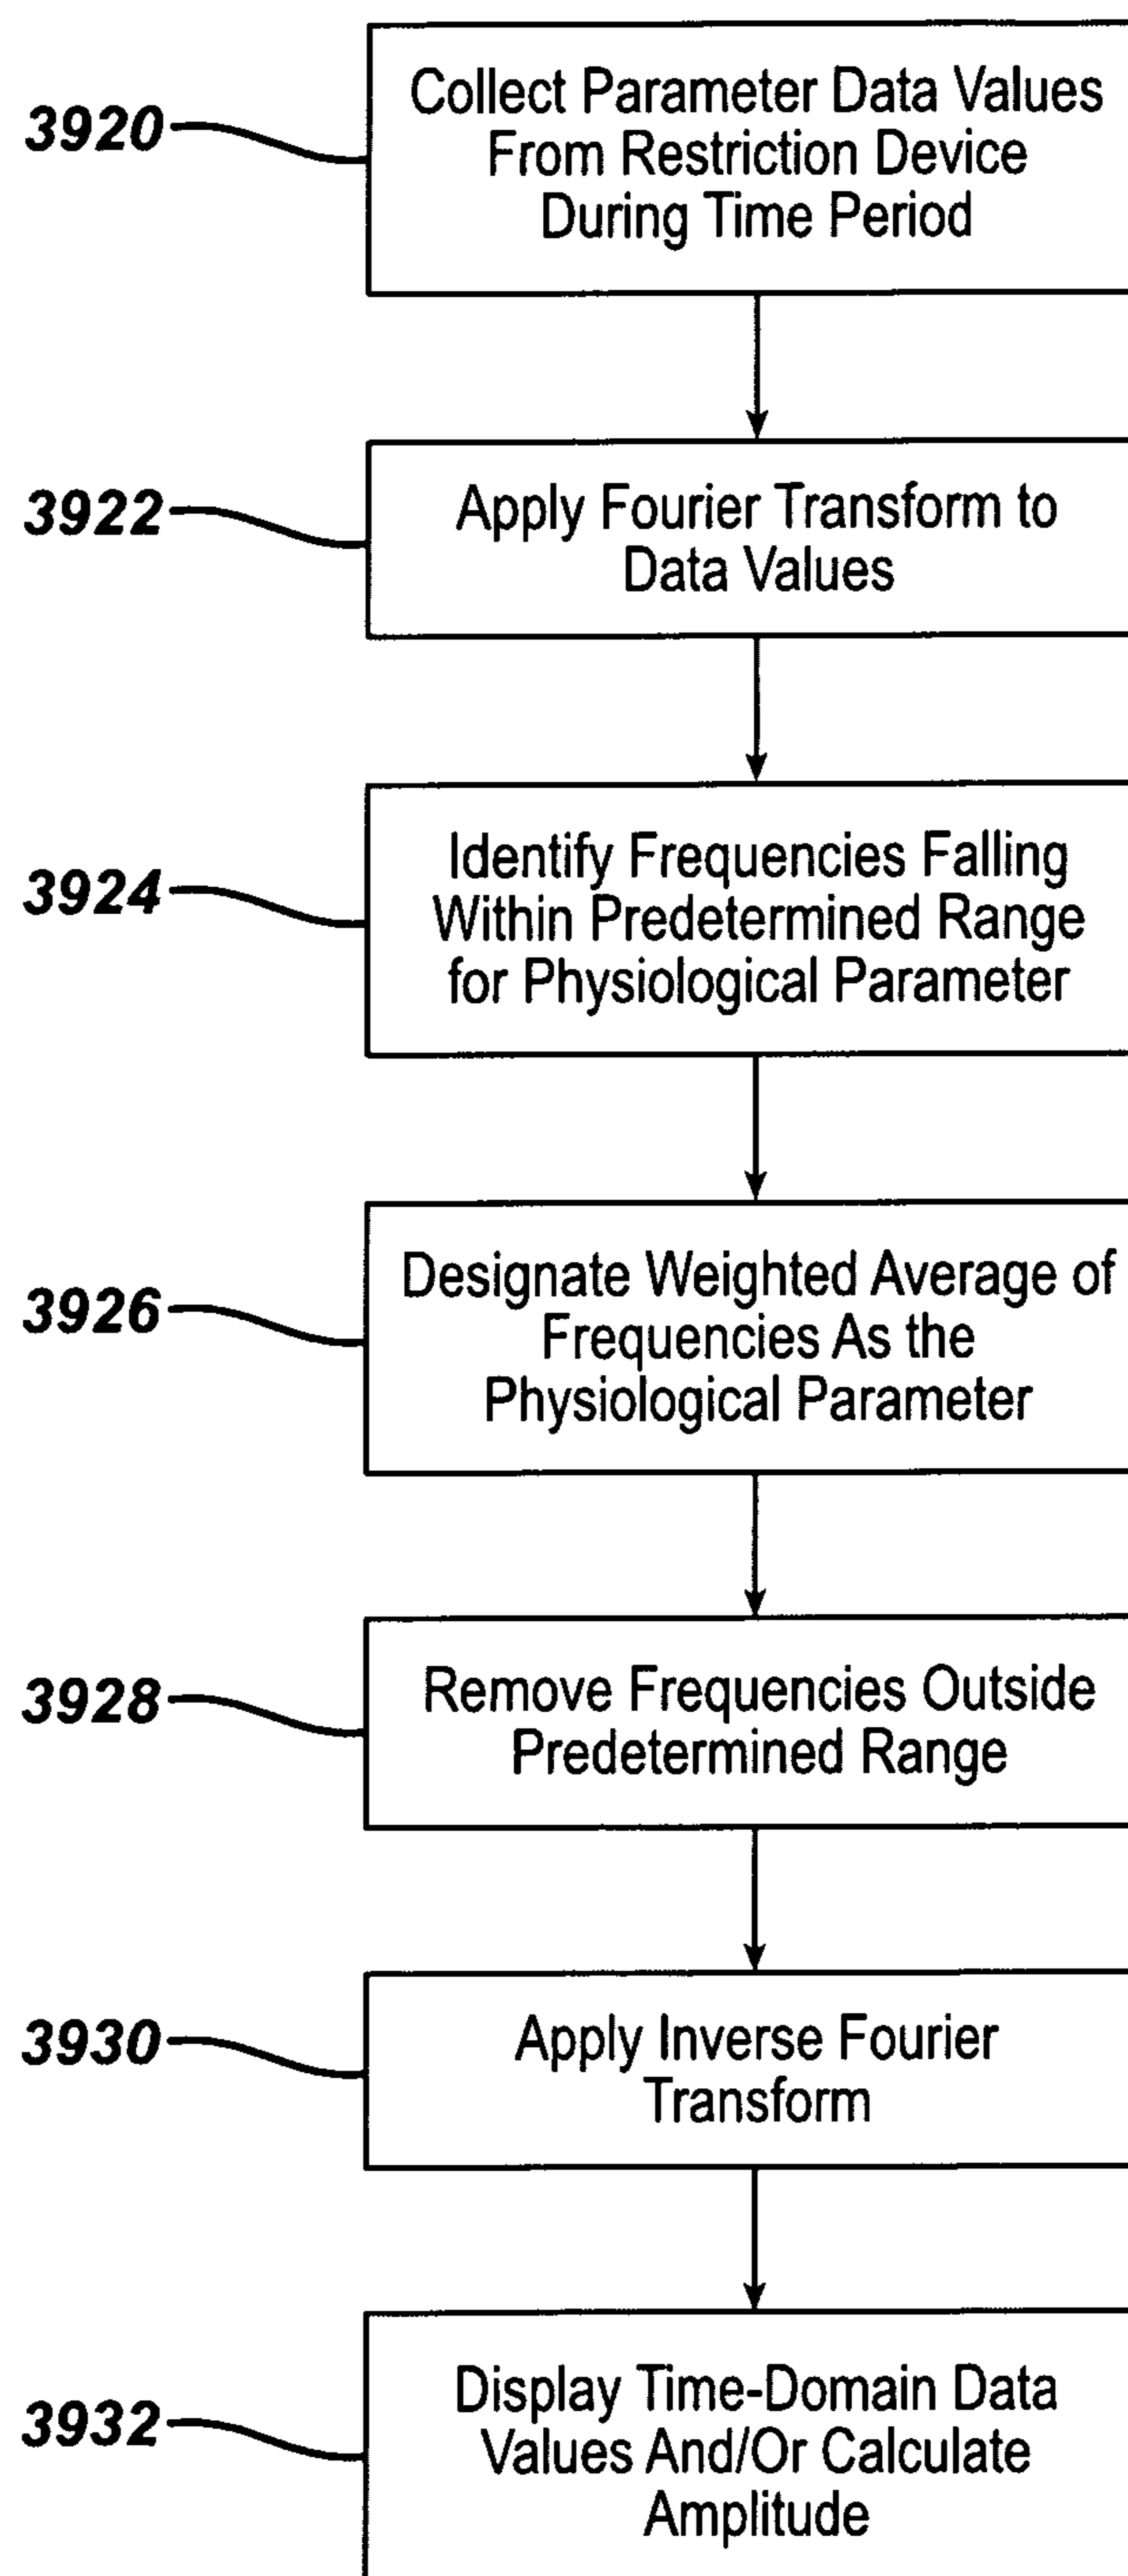 3920
Collect Parameter Data Values
From Restriction Device
During Time Period
3922
Apply Fourier Transform to
Data Values
3924
Identify Frequencies Falling
Within Predetermined Range
for Physiological Parameter
3926
Designate Weighted Average of
Frequencies As the
Physiological Parameter
3928
Remove Frequencies Outside
Predetermined Range
3930
Apply Inverse Fourier
Transform
3932
Display Time-Domain Data
Values And/Or Calculate
Amplitude